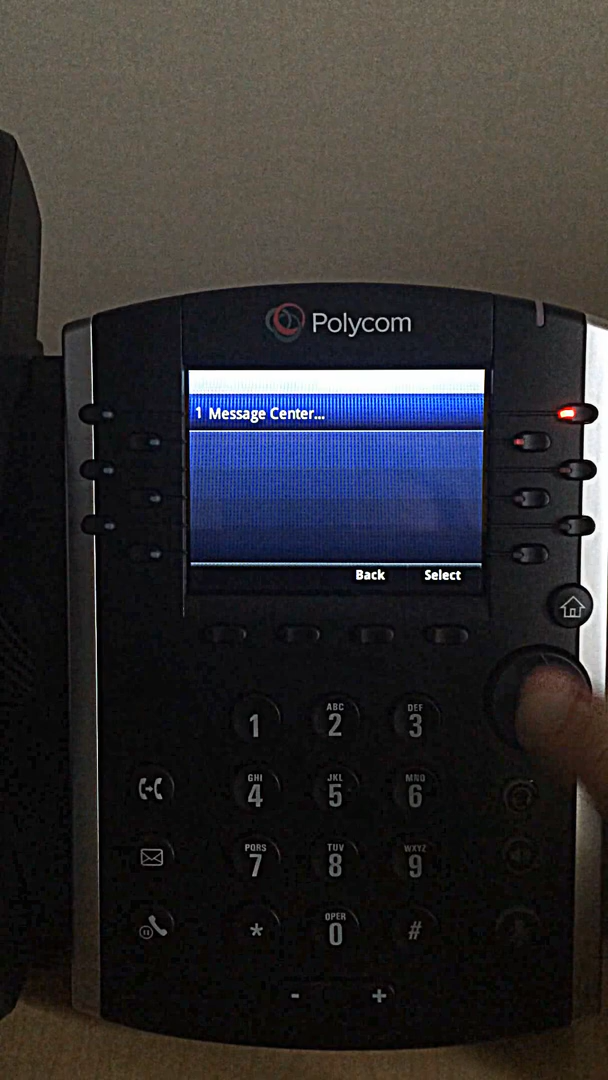 Polycom
1 Message Center...
Back Select
1
ABC
2
DEF
3
GHI
4
JKL
5
MNO
6
PQRS
7
TUV
8
WXYZ
9
*
OPER
0
#
- +